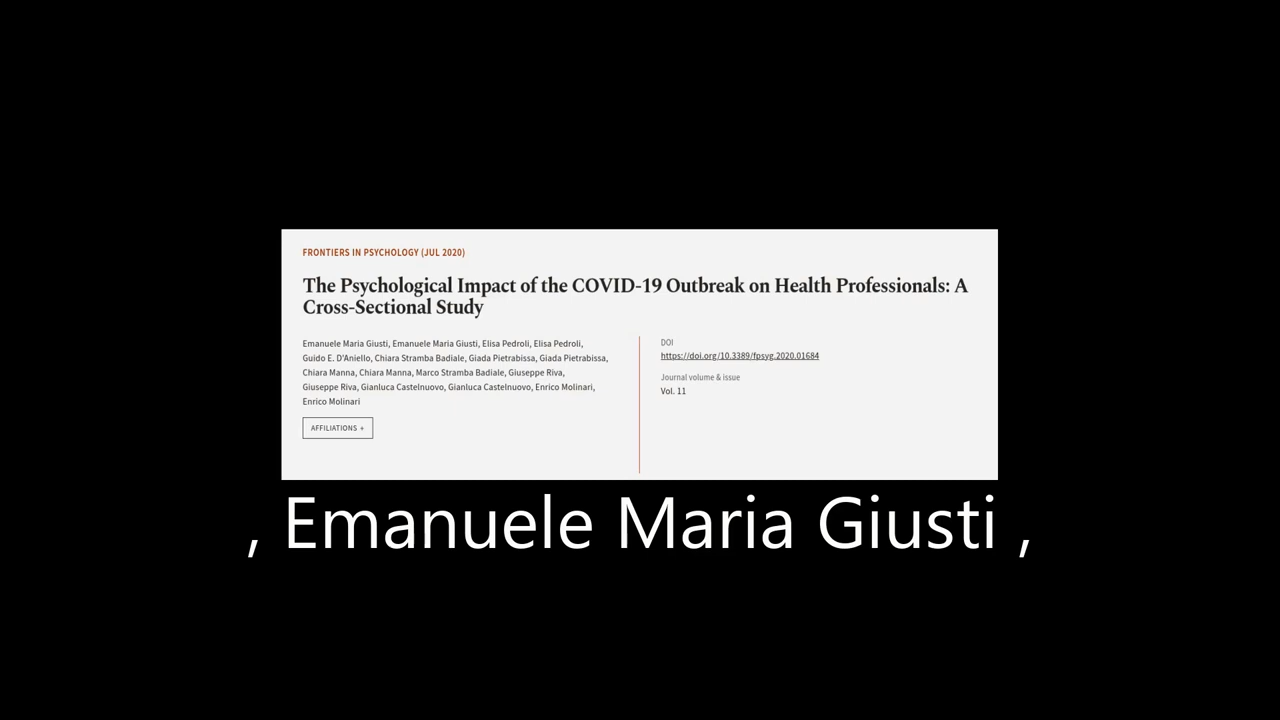 FRONTIERS IN PSYCHOLOGY (JUL 2020)
The Psychological Impact of the COVID-19 Outbreak on Health Professionals: A
Cross-Sectional Study
Emanuele Maria Giusti, Emanuele Maria Giusti, Elisa Pedroli, Elisa Pedroli,
Guido E. D'Aniello, Chiara Stramba Badiale, Giada Pietrabissa, Giada Pietrabissa,
Chiara Manna, Chiara Manna, Marco Stramba Badiale, Giuseppe Riva,
Giuseppe Riva, Gianluca Castelnuovo, Gianluca Castelnuovo, Enrico Molinari,
Enrico Molinari
AFFILIATIONS +
DOI
https://doi.org/10.3389/fpsyg.2020.01684
Journal volume & issue
Vol. 11
, Emanuele Maria Giusti ,